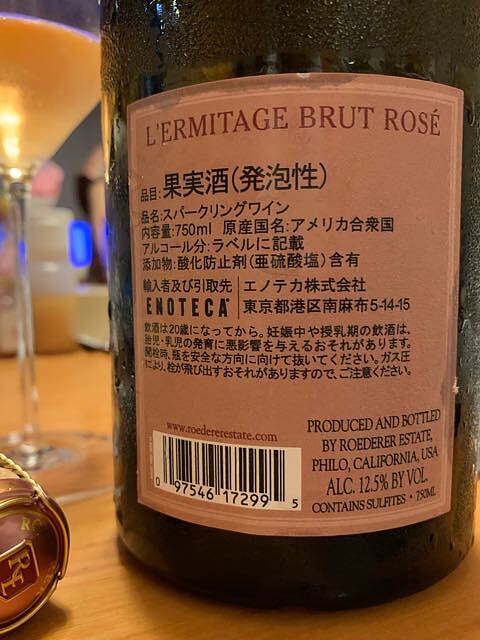 L'ERMITAGE BRUT ROSÉ
品目:果実酒(発泡性)
品名:スパークリングワイン
内容量:750ml 原産国名:アメリカ合衆国
アルコール分:ラベルに記載
添加物:酸化防止剤(亜硫酸塩)含有
輸入者及び引取先 エノテカ株式会社
ENOTECA 東京都港区南麻布5-14-15
飲酒は20歳になってから。妊娠中や授乳期の飲酒は、
胎児・乳児の発育に悪影響を与えるおそれがあります。
開栓時、瓶を安全な方向に向けて抜いてください。ガス圧
により、栓が飛び出すおそれがありますので、ご注意ください。
www.roedererestate.com
0 97546 17299 5
PRODUCED AND BOTTLED
BY ROEDERER ESTATE,
PHILO, CALIFORNIA, USA
ALC. 12.5% BY VOL.
CONTAINS SULFITES • 750ML
RE